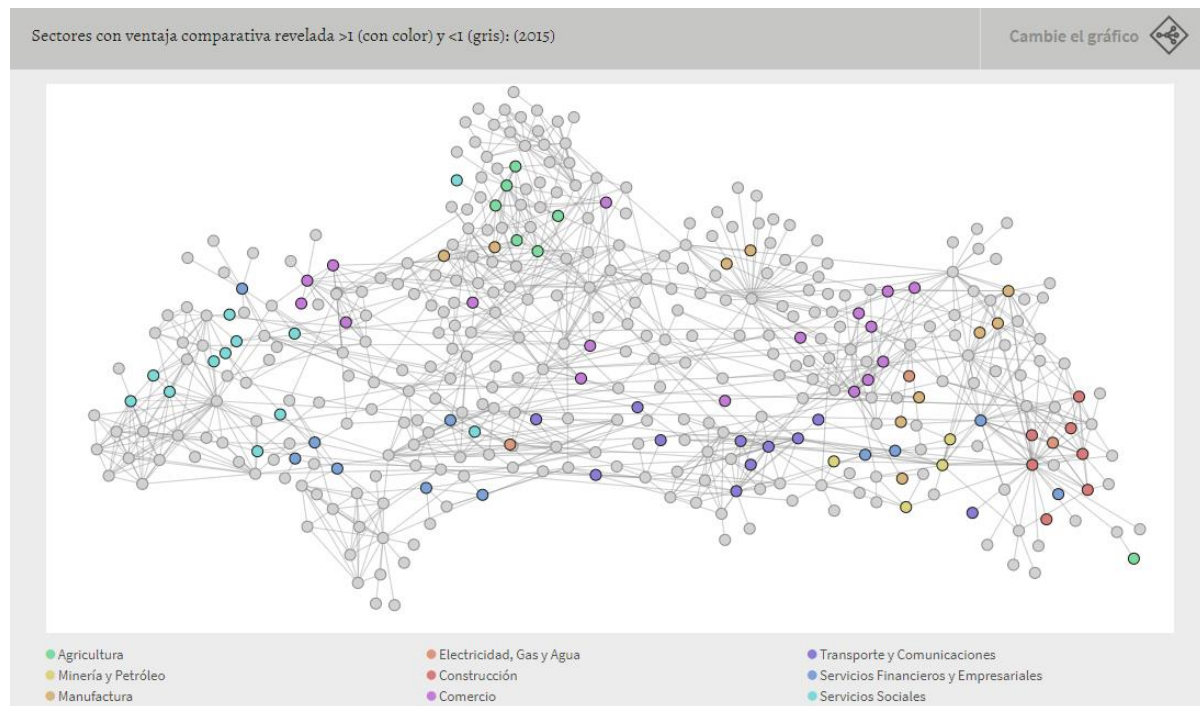 Sectores con ventaja comparativa revelada >1 (con color) y <1 (gris): (2015)
Cambie el gráfico
Agricultura
Electricidad, Gas y Agua
Transporte y Comunicaciones
Minería y Petróleo
Construcción
Servicios Financieros y Empresariales
Manufactura
Comercio
Servicios Sociales